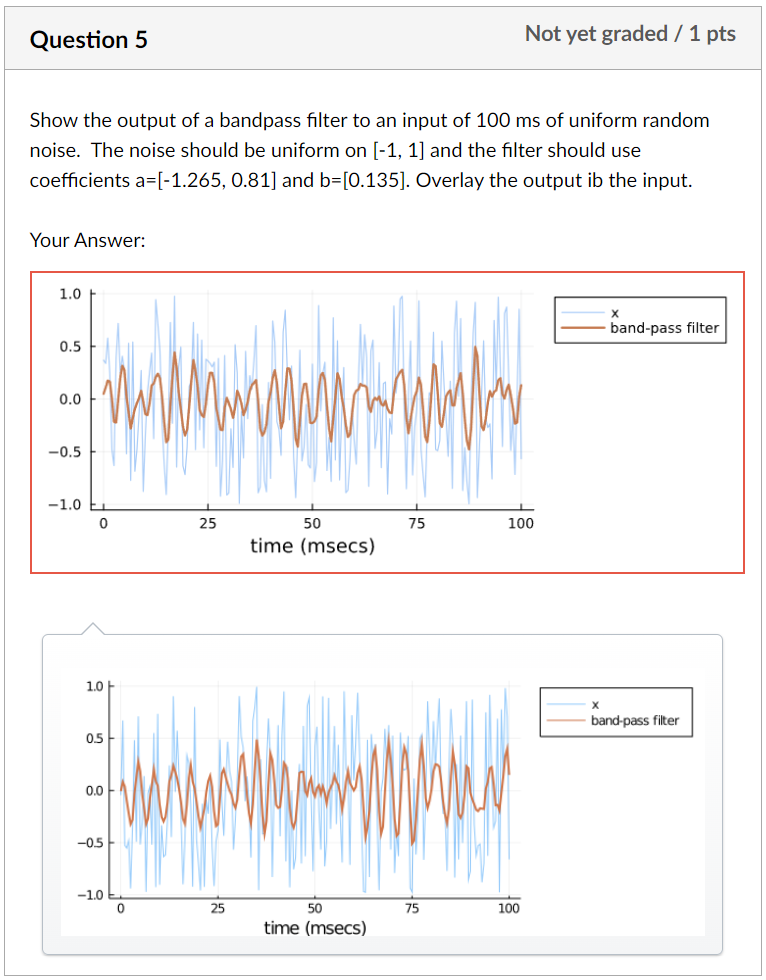 Question 5
Not yet graded / 1 pts
Show the output of a bandpass filter to an input of 100 ms of uniform random
noise. The noise should be uniform on [-1, 1] and the filter should use
coefficients a=[-1.265, 0.81] and b=[0.135]. Overlay the output ib the input.
Your Answer:
1.0
0.5
0.0
−0.5
−1.0
0 25 50 75 100
time (msecs)
x
band-pass filter
1.0
0.5
0.0
−0.5
−1.0
0 25 50 75 100
time (msecs)
x
band-pass filter